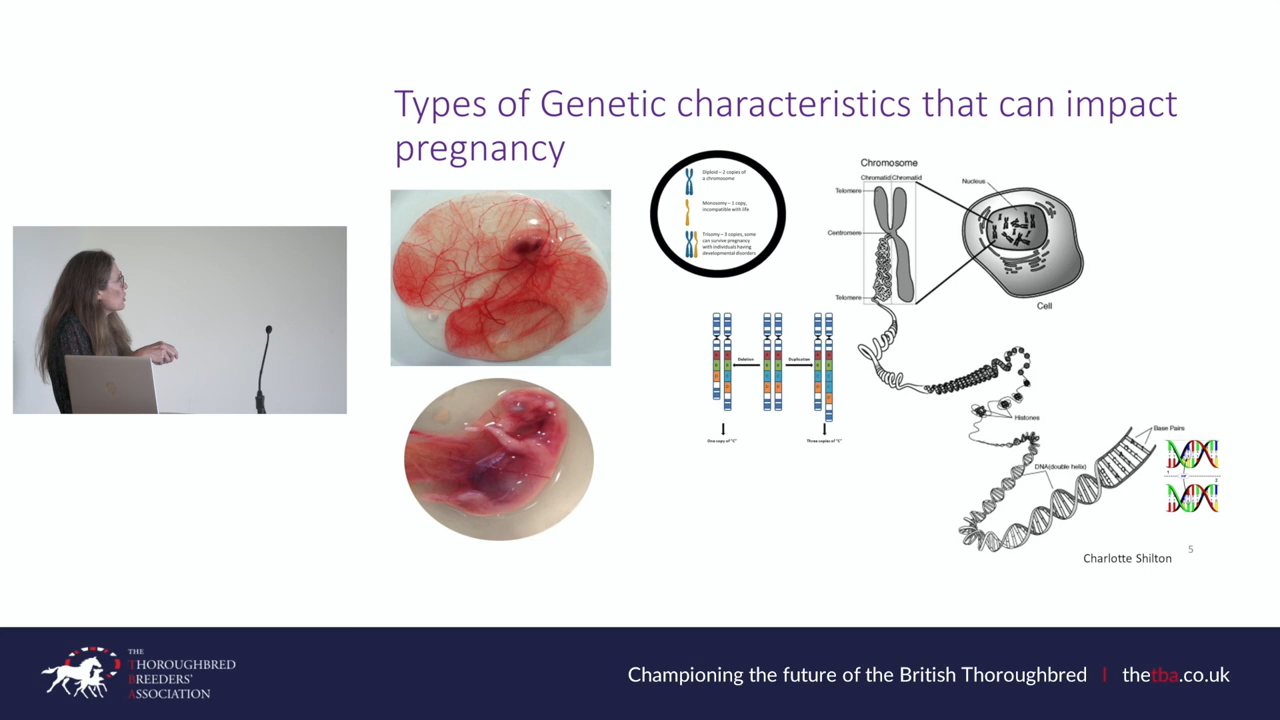 Types of Genetic characteristics that can impact
pregnancy
Diploid – 2 copies of
a chromosome
Monosomy – 1 copy,
incompatible with life
Trisomy – 3 copies, some
can survive pregnancy
with individuals having
developmental disorders
Chromosome
Chromatid Chromatid
Telomere
Centromere
Telomere
Nucleus
Cell
Deletion
Duplication
One copy of "C"
Three copies of "C"
Histones
Base Pairs
DNA(double helix)
1
2
Charlotte Shilton
5
THE
THOROUGHBRED
BREEDERS'
ASSOCIATION
Championing the future of the British Thoroughbred | thetba.co.uk